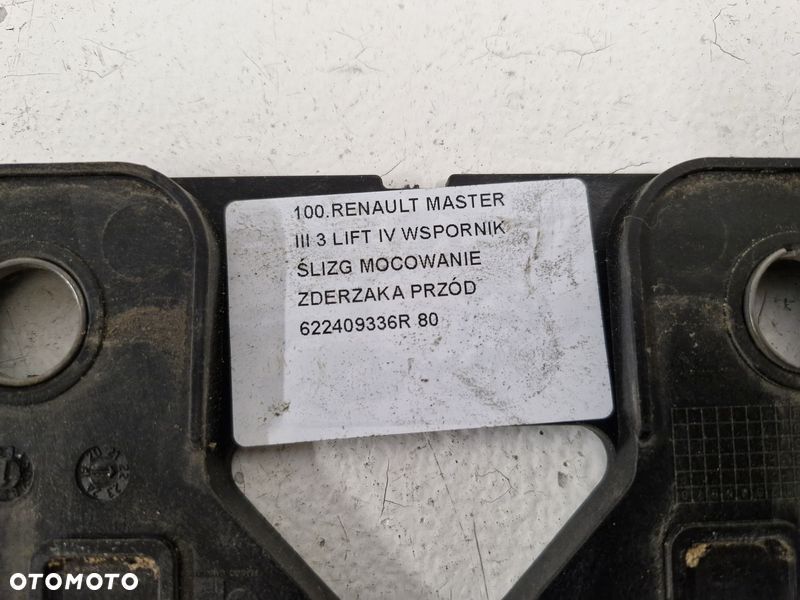 100.RENAULT MASTER
III 3 LIFT IV WSPORNIK
ŚLIZG MOCOWANIE
ZDERZAKA PRZÓD
622409336R 80
OTOMOTO